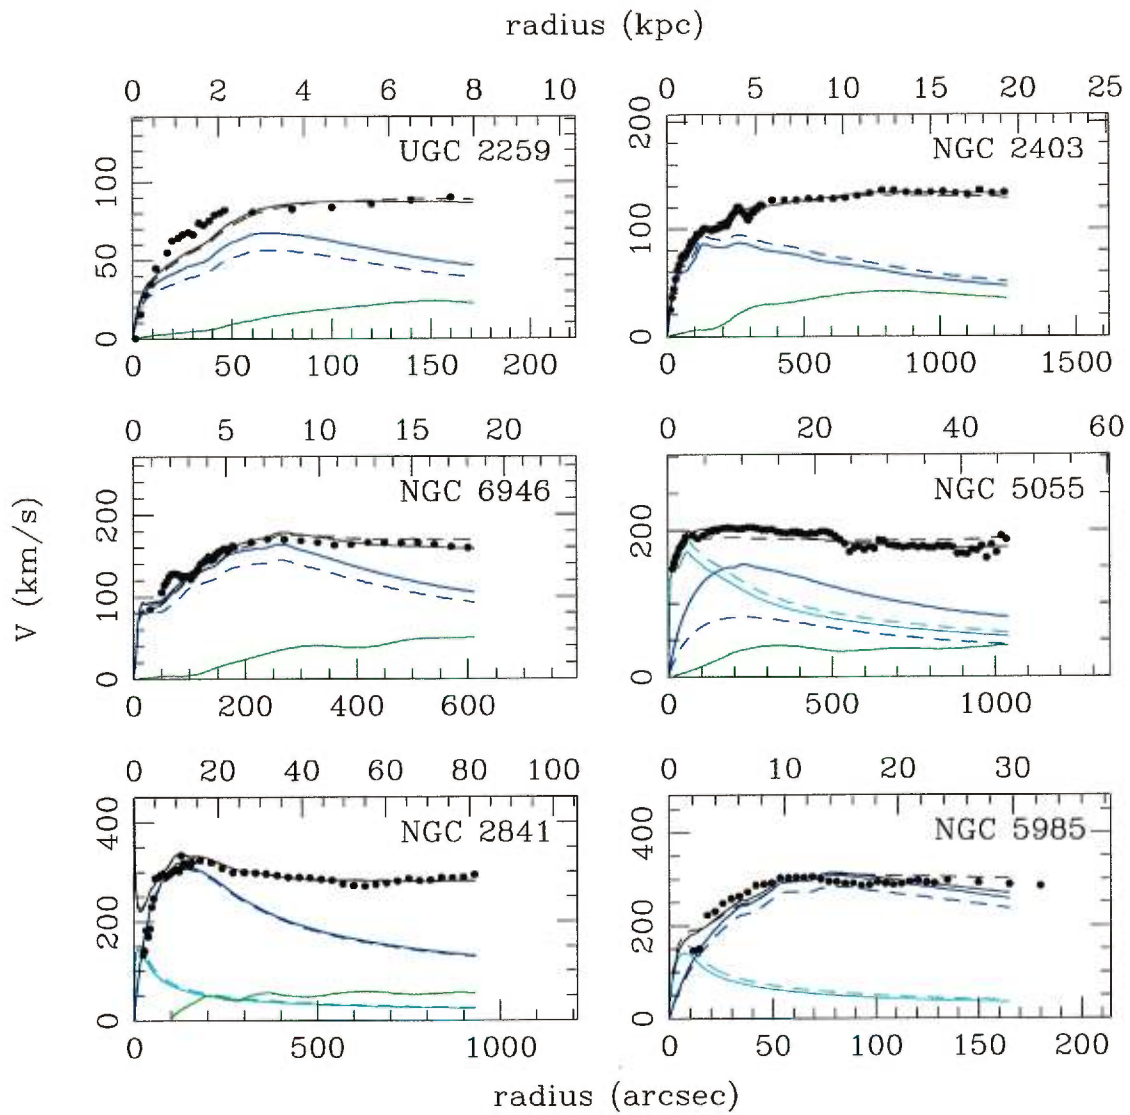 radius (kpc)
0 2 4 6 8 10
0 5 10 15 20 25
UGC 2259
NGC 2403
0 50 100
0 100 200
0 50 100 150 200
0 500 1000 1500
0 5 10 15 20
0 20 40 60
NGC 6946
NGC 5055
V (km/s)
0 100 200
0 200
0 200 400 600
0 500 1000
0 20 40 60 80 100
0 10 20 30
NGC 2841
NGC 5985
0 200 400
0 200 400
0 500 1000
0 50 100 150 200
radius (arcsec)